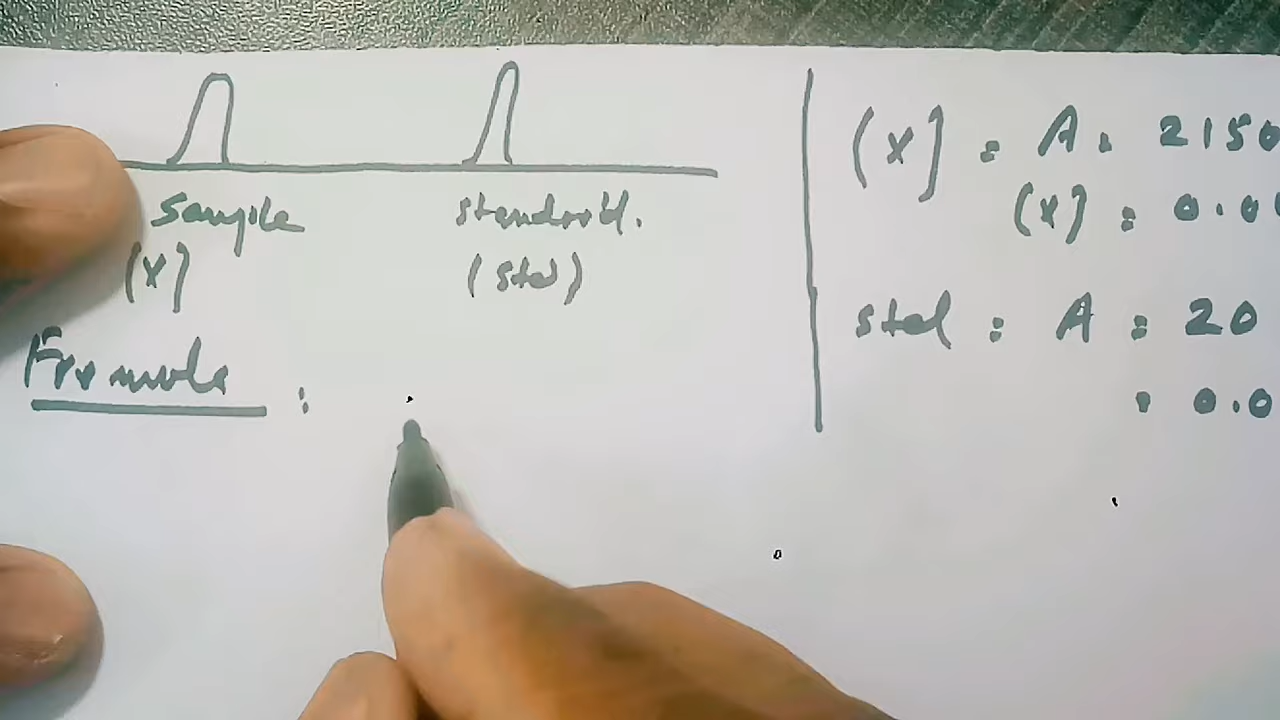 sample
standard.
(x)
(std)
Formula :
(x) : A : 2150
(x) : 0.0
std : A : 20
: 0.0